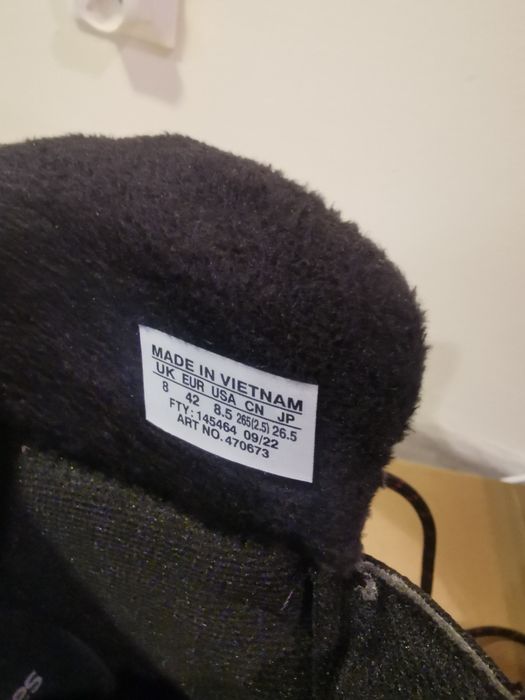 MADE IN VIETNAM
UK EUR USA CN JP
8 42 8.5 265(2.5) 26.5
FTY: 145464 09/22
ART NO. 470673